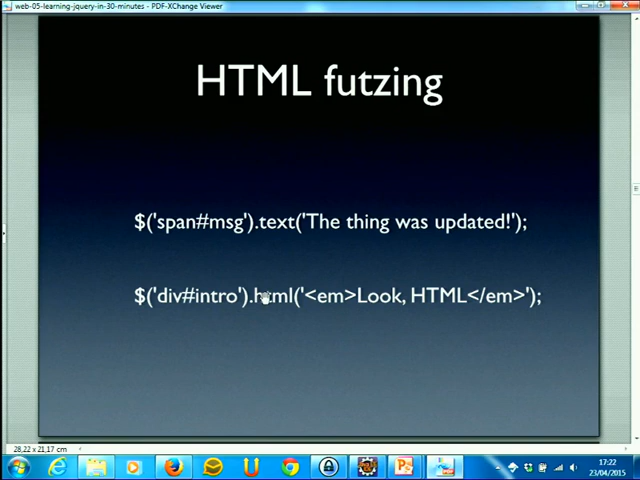 web-05-learning-jquery-in-30-minutes - PDF-XChange Viewer
HTML futzing
$('span#msg').text('The thing was updated!');
$('div#intro').html('<em>Look, HTML</em>');
28,22 x 21,17 cm
17:22
23/04/2015